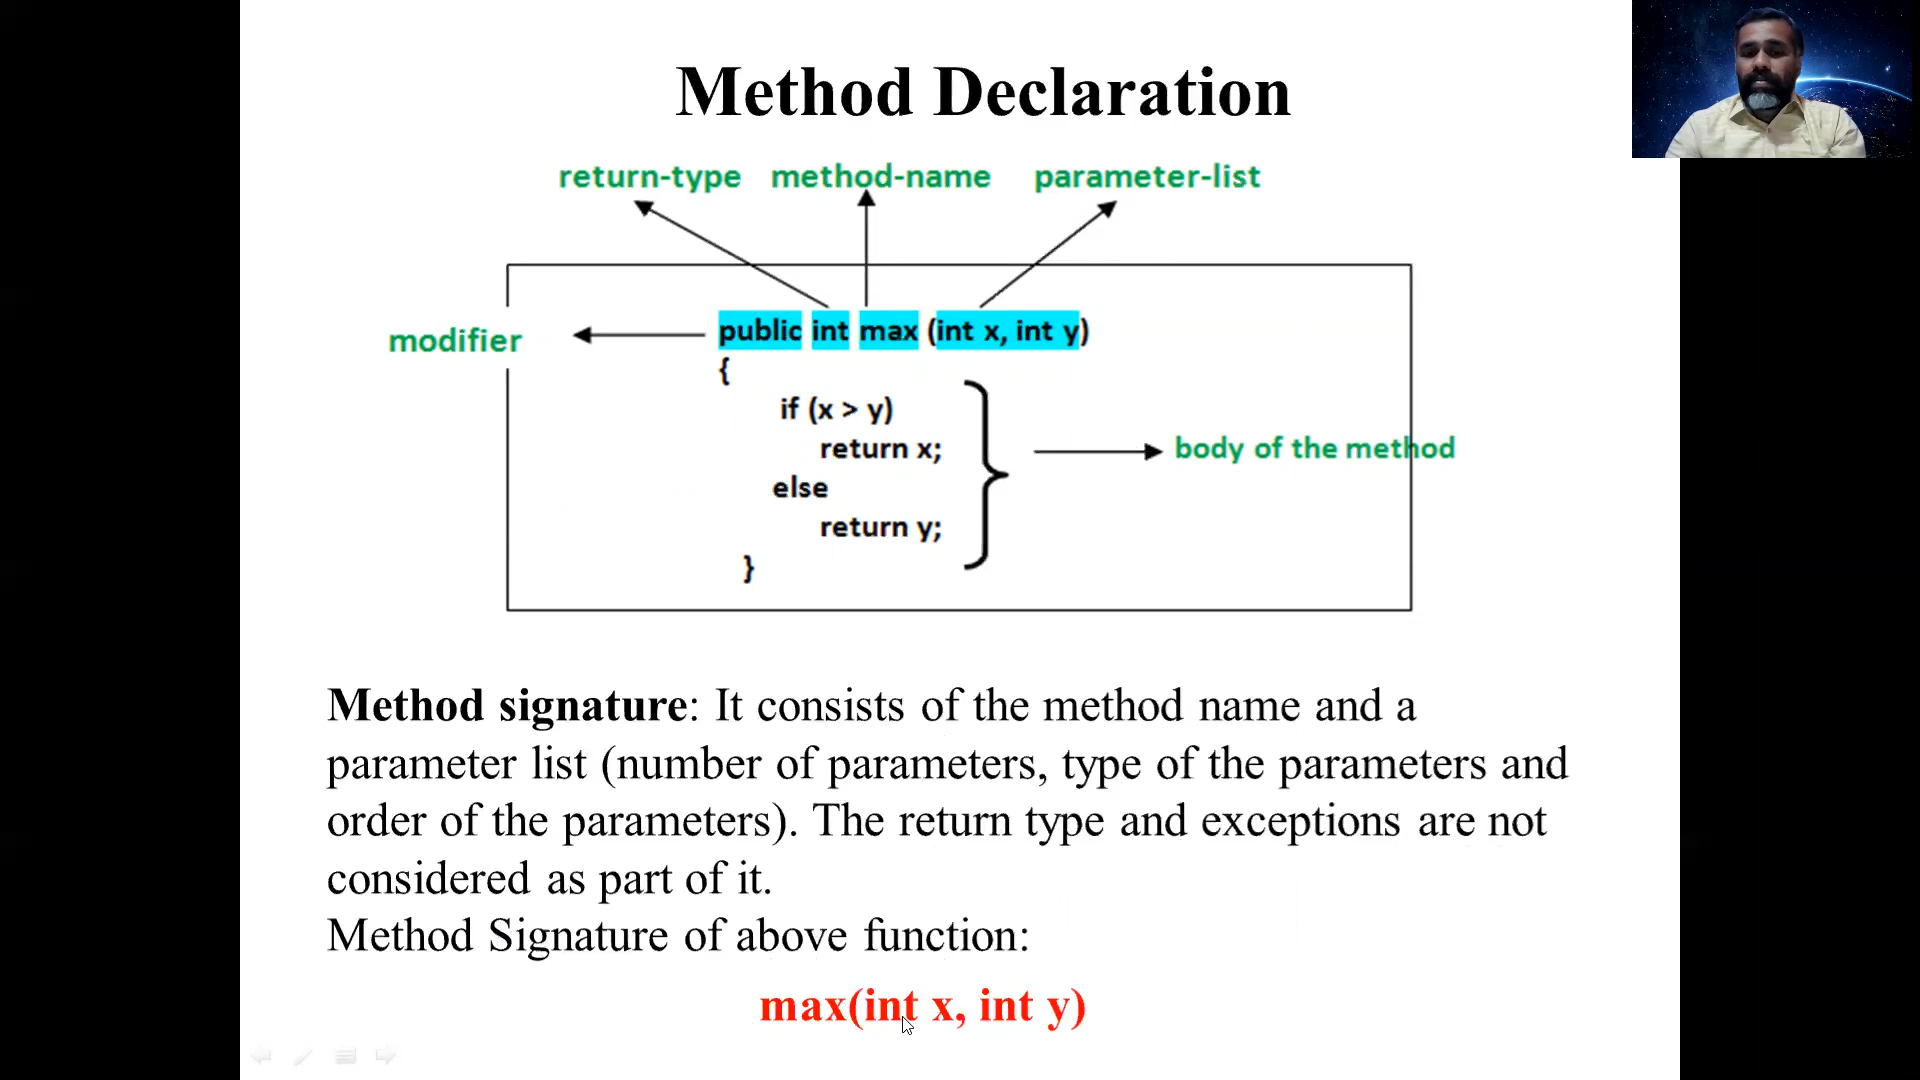 Method Declaration
return-type method-name parameter-list
modifier
public int max (int x, int y)
{
if (x > y)
return x;
body of the method
else
return y;
}
Method signature: It consists of the method name and a
parameter list (number of parameters, type of the parameters and
order of the parameters). The return type and exceptions are not
considered as part of it.
Method Signature of above function:
max(int x, int y)